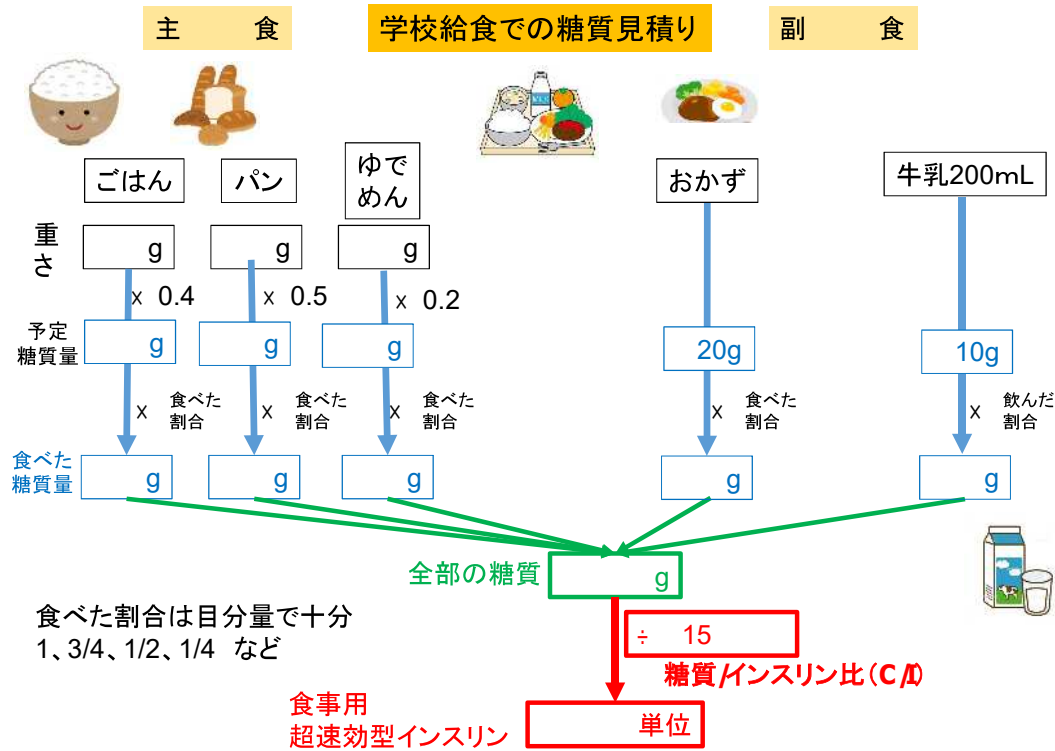 主　食
学校給食での糖質見積り
副　食
ごはん
パン
ゆで
めん
おかず
牛乳200mL
重
さ
g
g
g
× 0.4
× 0.5
× 0.2
予定
糖質量
g
g
g
20g
10g
× 食べた
割合
× 食べた
割合
× 食べた
割合
× 食べた
割合
× 飲んだ
割合
食べた
糖質量
g
g
g
g
g
全部の糖質
g
食べた割合は目分量で十分
1、3/4、1/2、1/4 など
÷ 15
糖質/インスリン比（C/I）
食事用
超速効型インスリン
単位